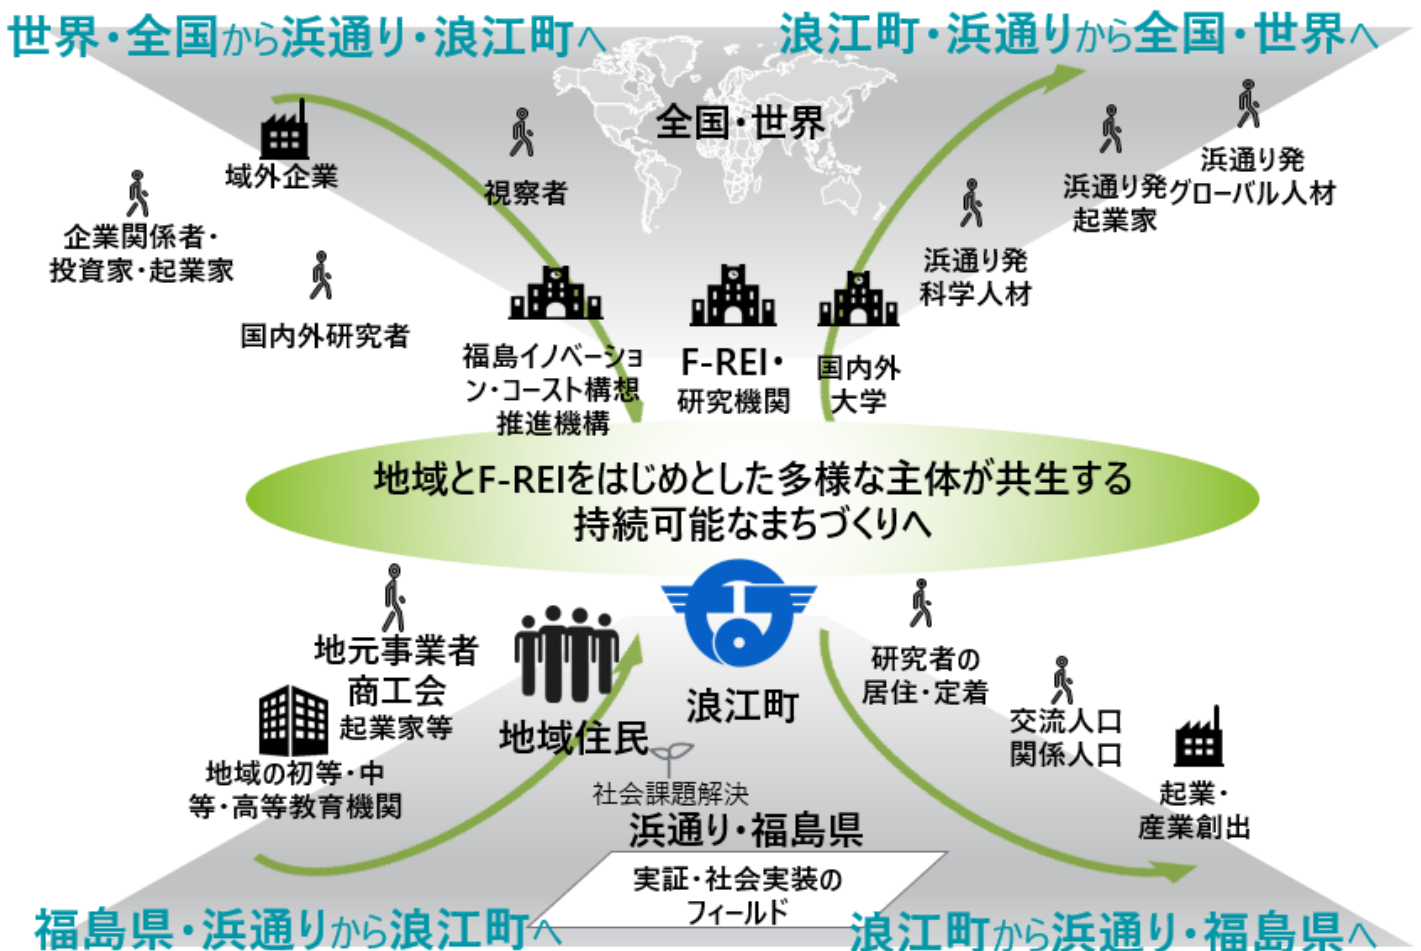 世界・全国から浜通り・浪江町へ
浪江町・浜通りから全国・世界へ
全国・世界
域外企業
視察者
企業関係者・
投資家・起業家
国内外研究者
浜通り発
科学人材
浜通り発
起業家
浜通り発
グローバル人材
福島イノベーショ
ン・コースト構想
推進機構
F-REI・
研究機関
国内外
大学
地域とF-REIをはじめとした多様な主体が共生する
持続可能なまちづくりへ
地元事業者
商工会
起業家等
地域の初等・中
等・高等教育機関
地域住民
浪江町
研究者の
居住・定着
交流人口
関係人口
起業・
産業創出
社会課題解決
浜通り・福島県
実証・社会実装の
フィールド
福島県・浜通りから浪江町へ
浪江町から浜通り・福島県へ